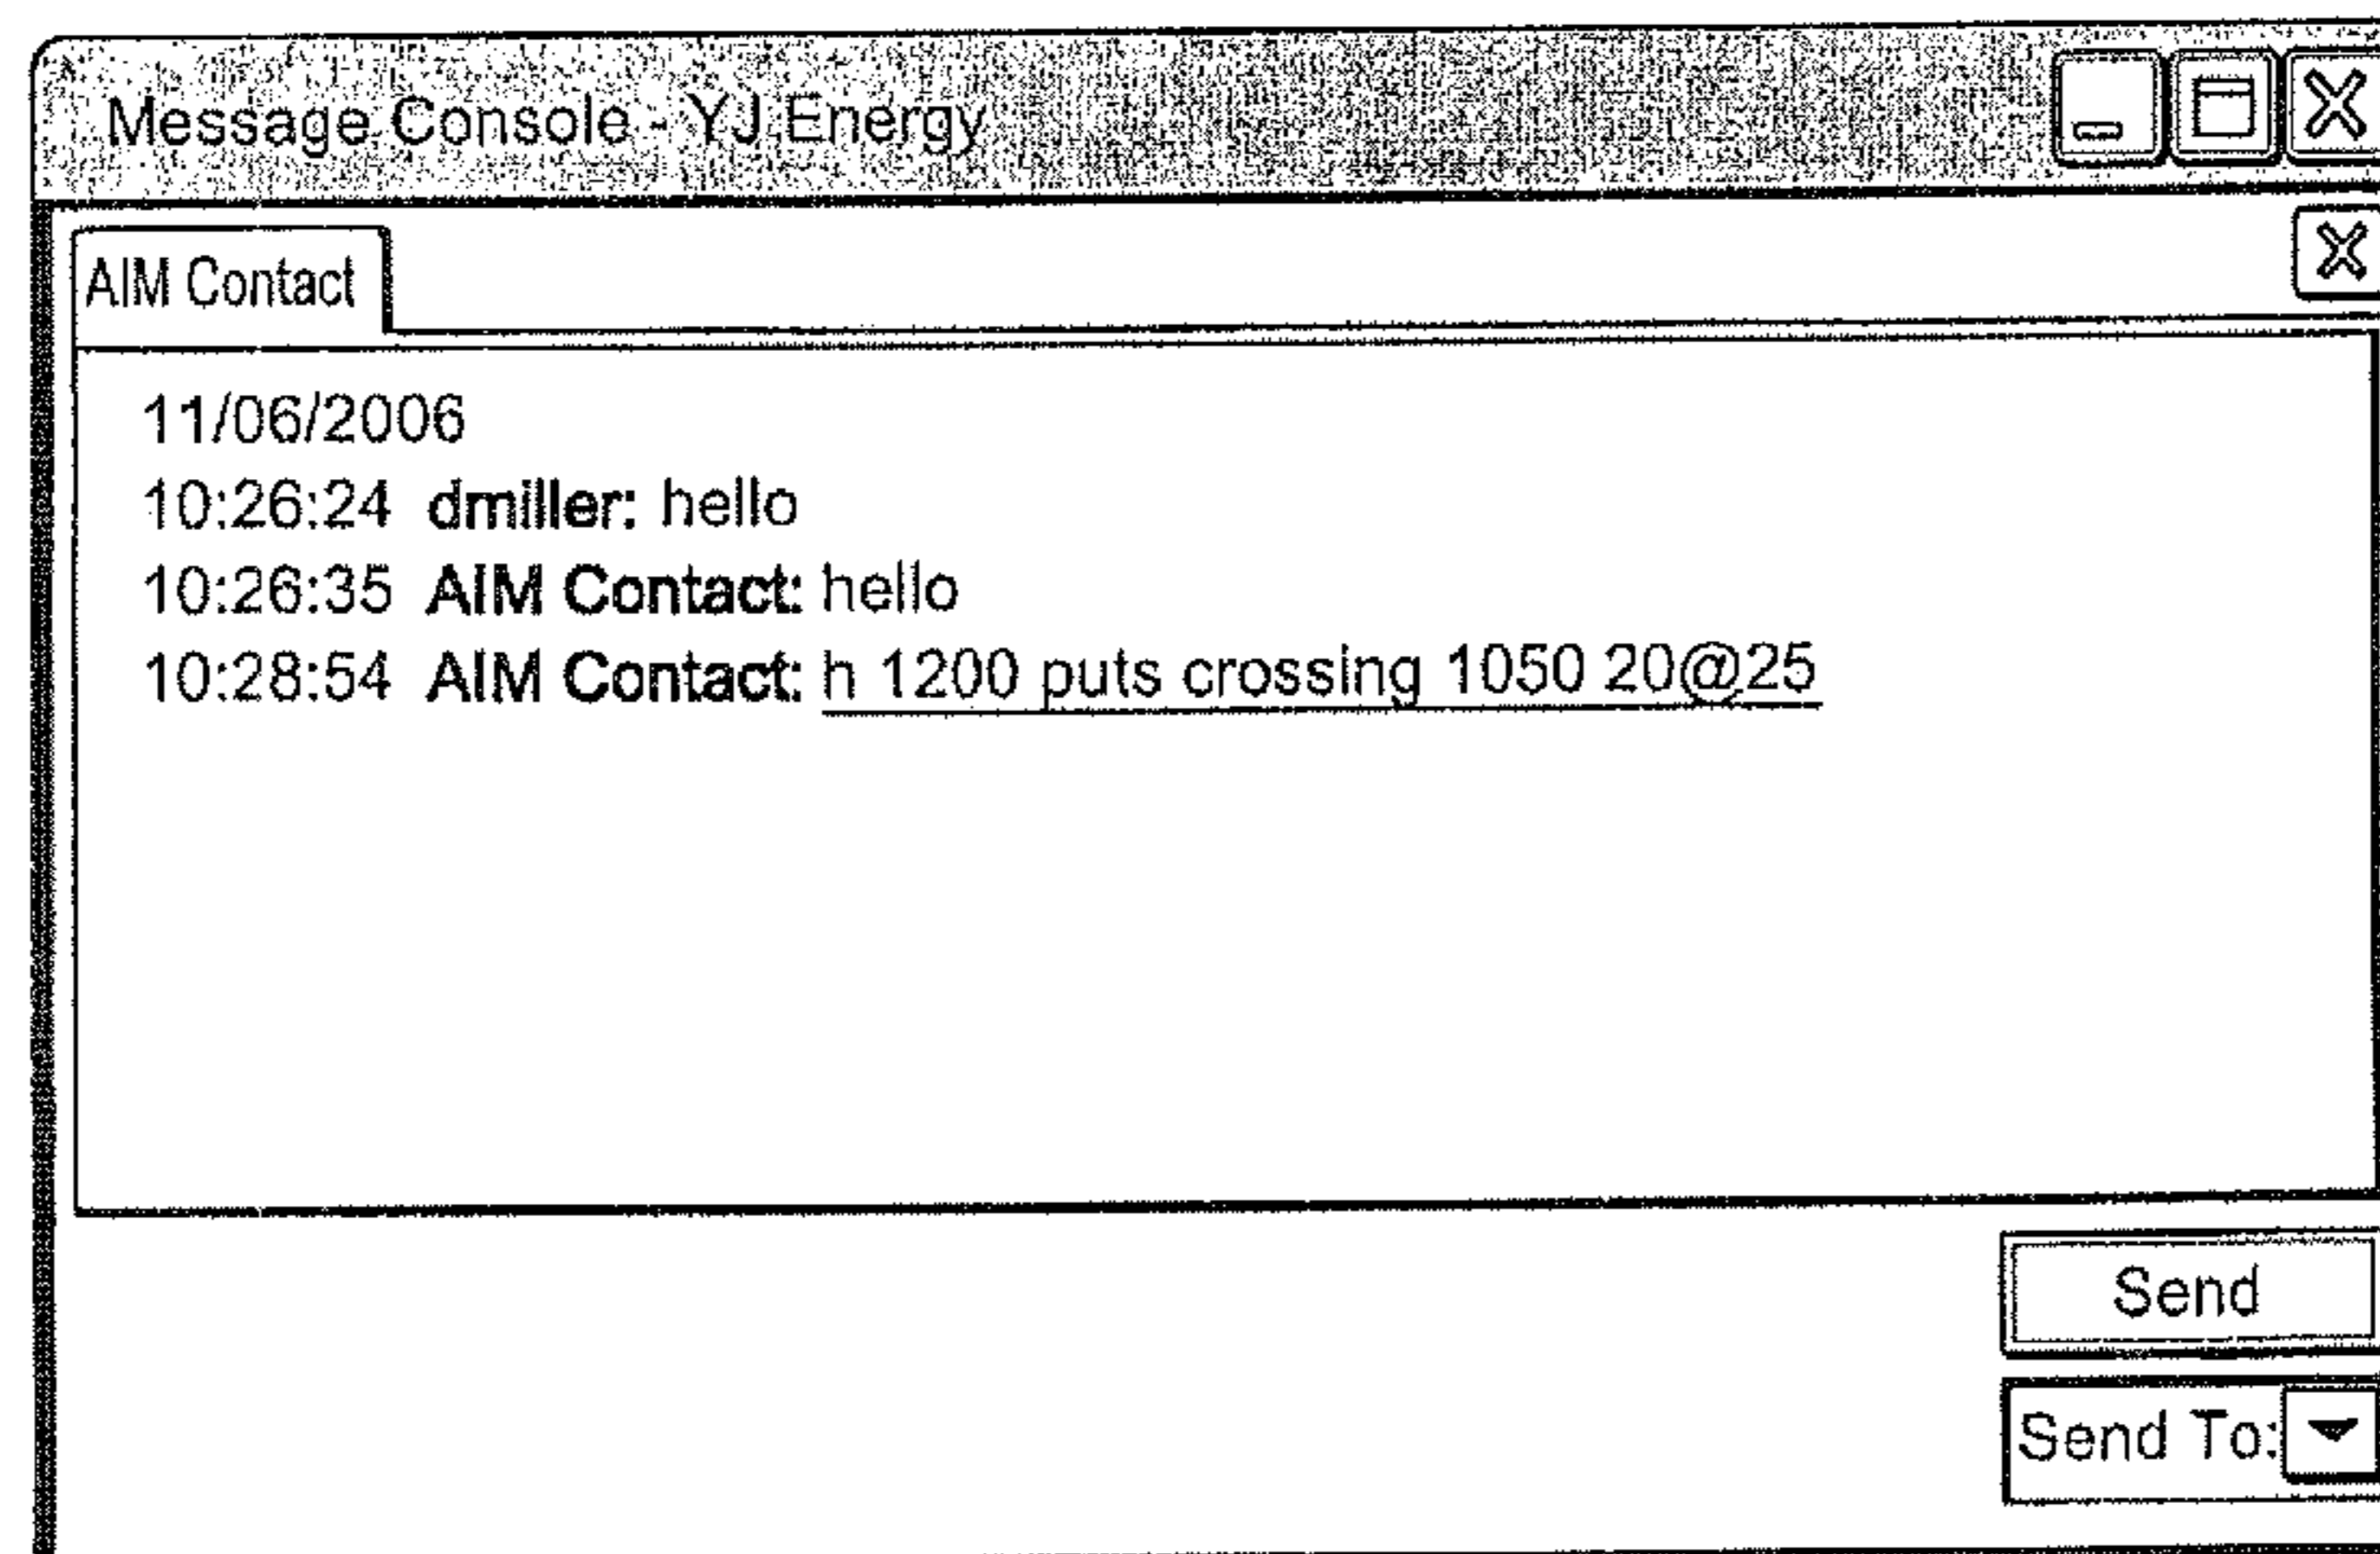 Message Console - YJ Energy
AIM Contact
11/06/2006
10:26:24 dmiller: hello
10:26:35 AIM Contact: hello
10:28:54 AIM Contact: h 1200 puts crossing 1050 20@25
Send
Send To: